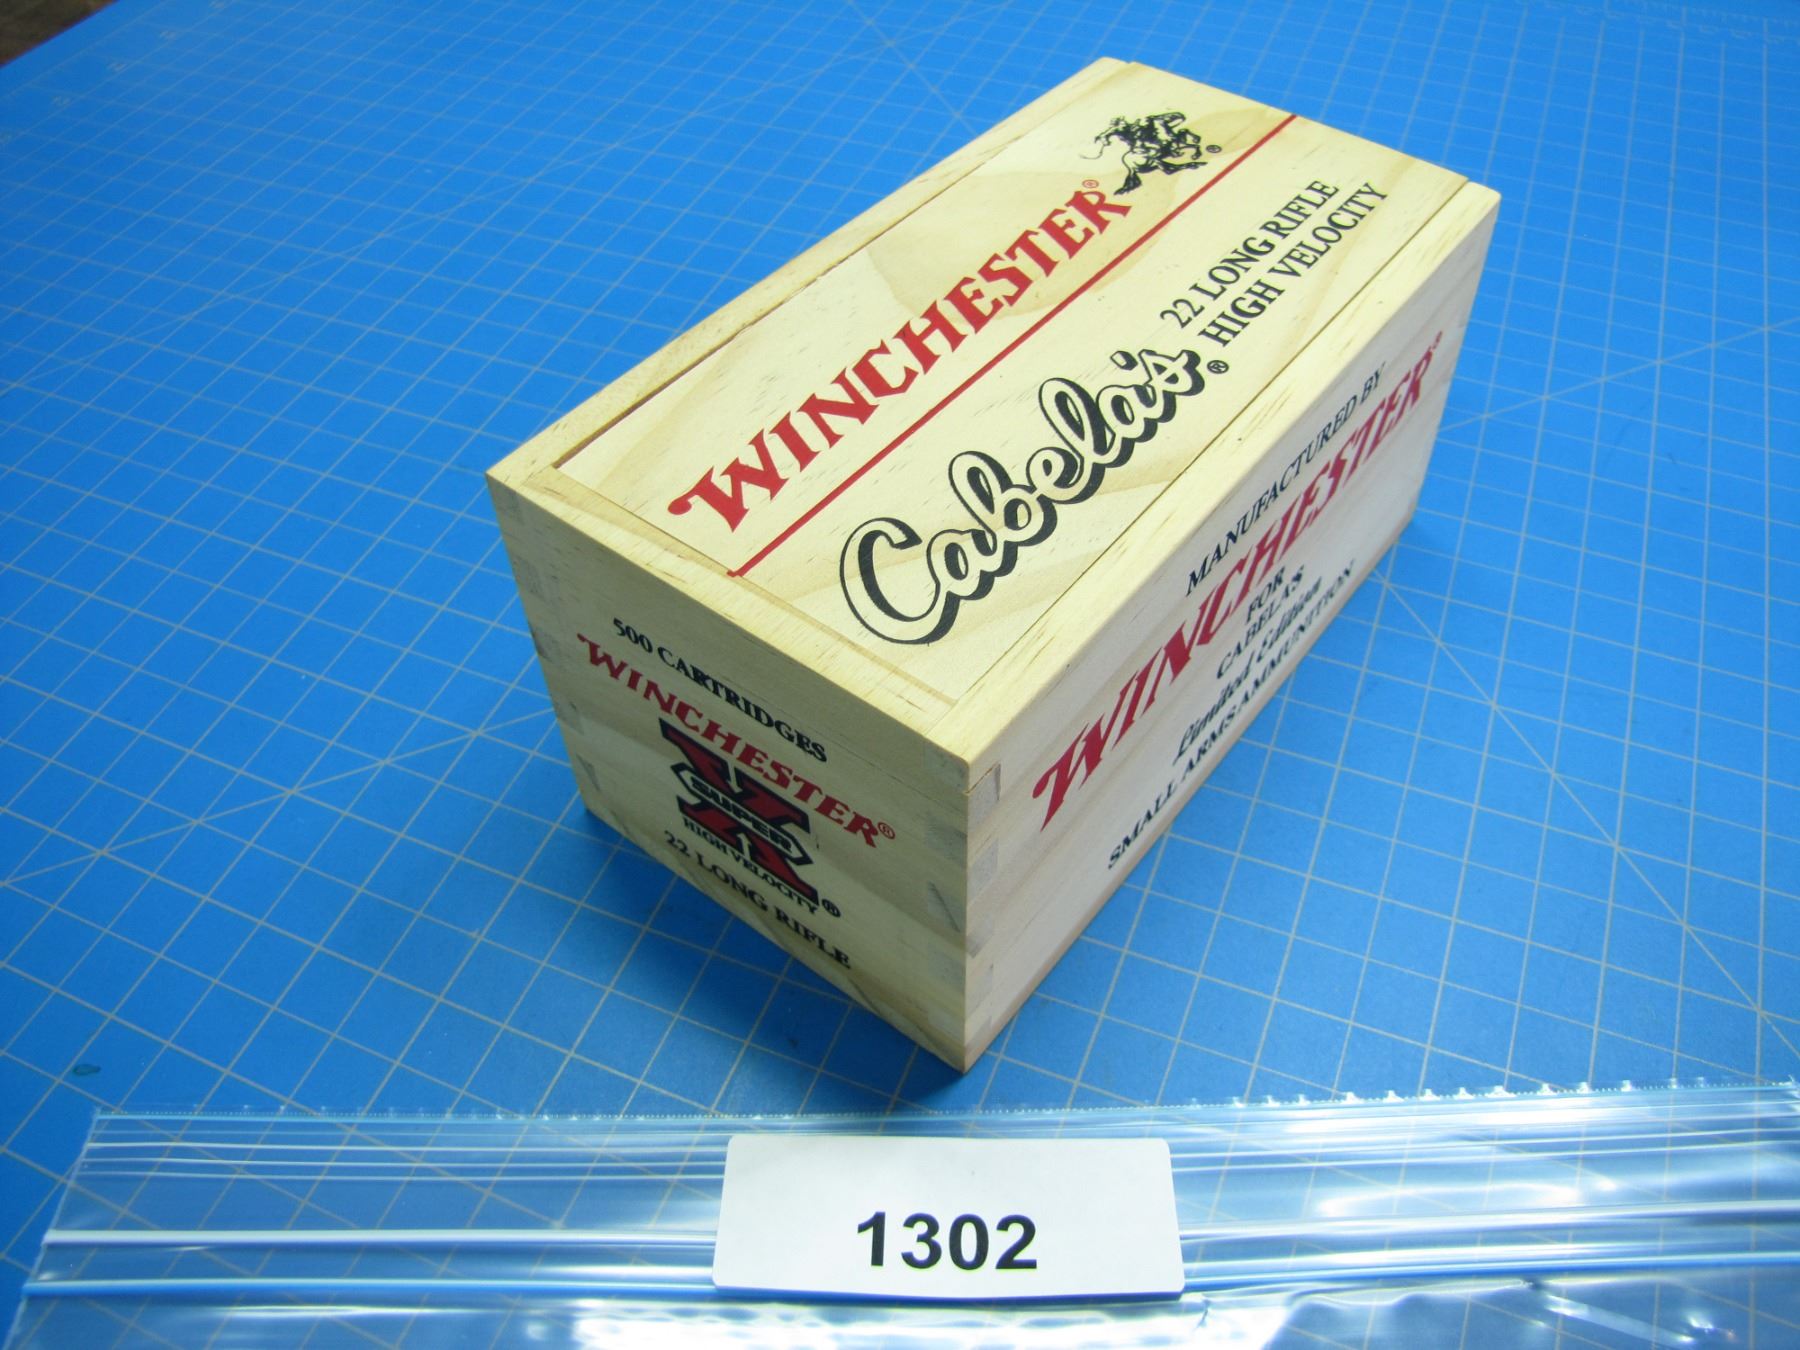 WINCHESTER®
Cabela's®
22 LONG RIFLE
HIGH VELOCITY
500 CARTRIDGES
WINCHESTER®
X
SUPER
HIGH VELOCITY®
22 LONG RIFLE
MANUFACTURED BY
WINCHESTER®
FOR
CABELAS
Limited Edition
SMALL ARMS AMMUNITION
1302